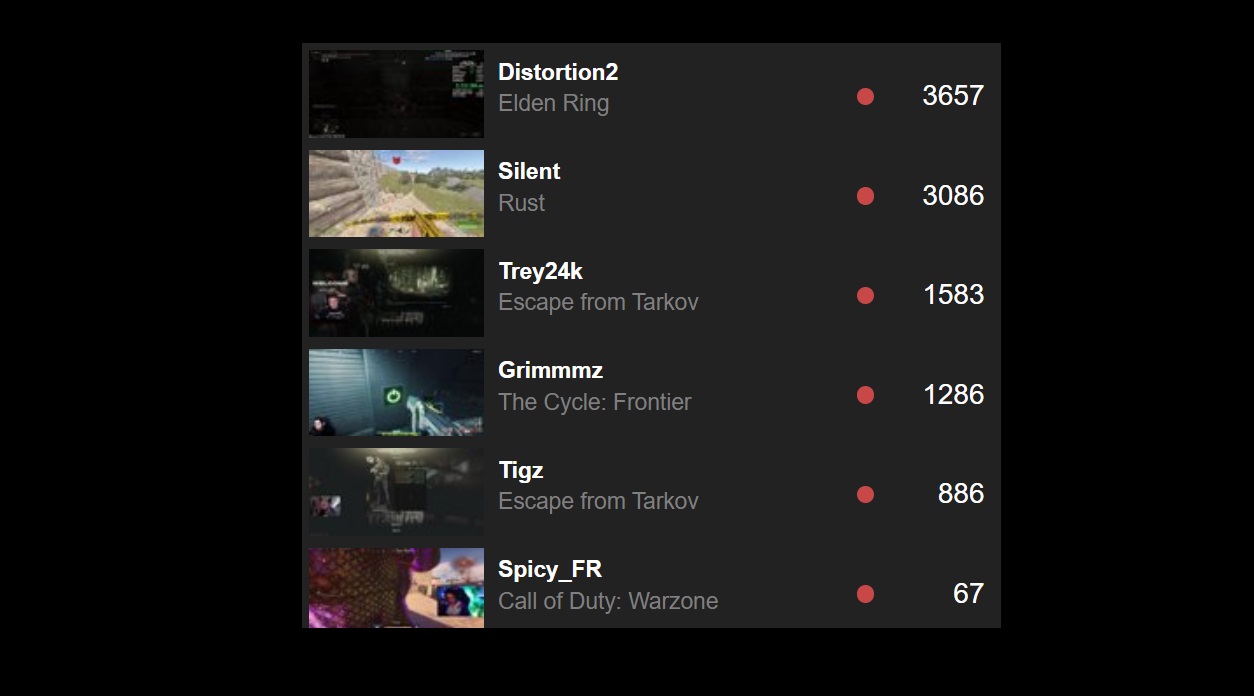 Distortion2
Elden Ring
3657
Silent
Rust
3086
Trey24k
Escape from Tarkov
1583
WELCOME
Grimmmz
The Cycle: Frontier
1286
Tigz
Escape from Tarkov
886
Spicy_FR
Call of Duty: Warzone
67